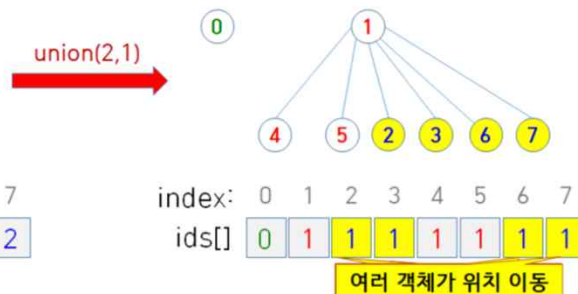 0
1
union(2,1)
4 5 2 3 6 7
7
index: 0 1 2 3 4 5 6 7
2
ids[] 0 1 1 1 1 1 1 1
여러 객체가 위치 이동